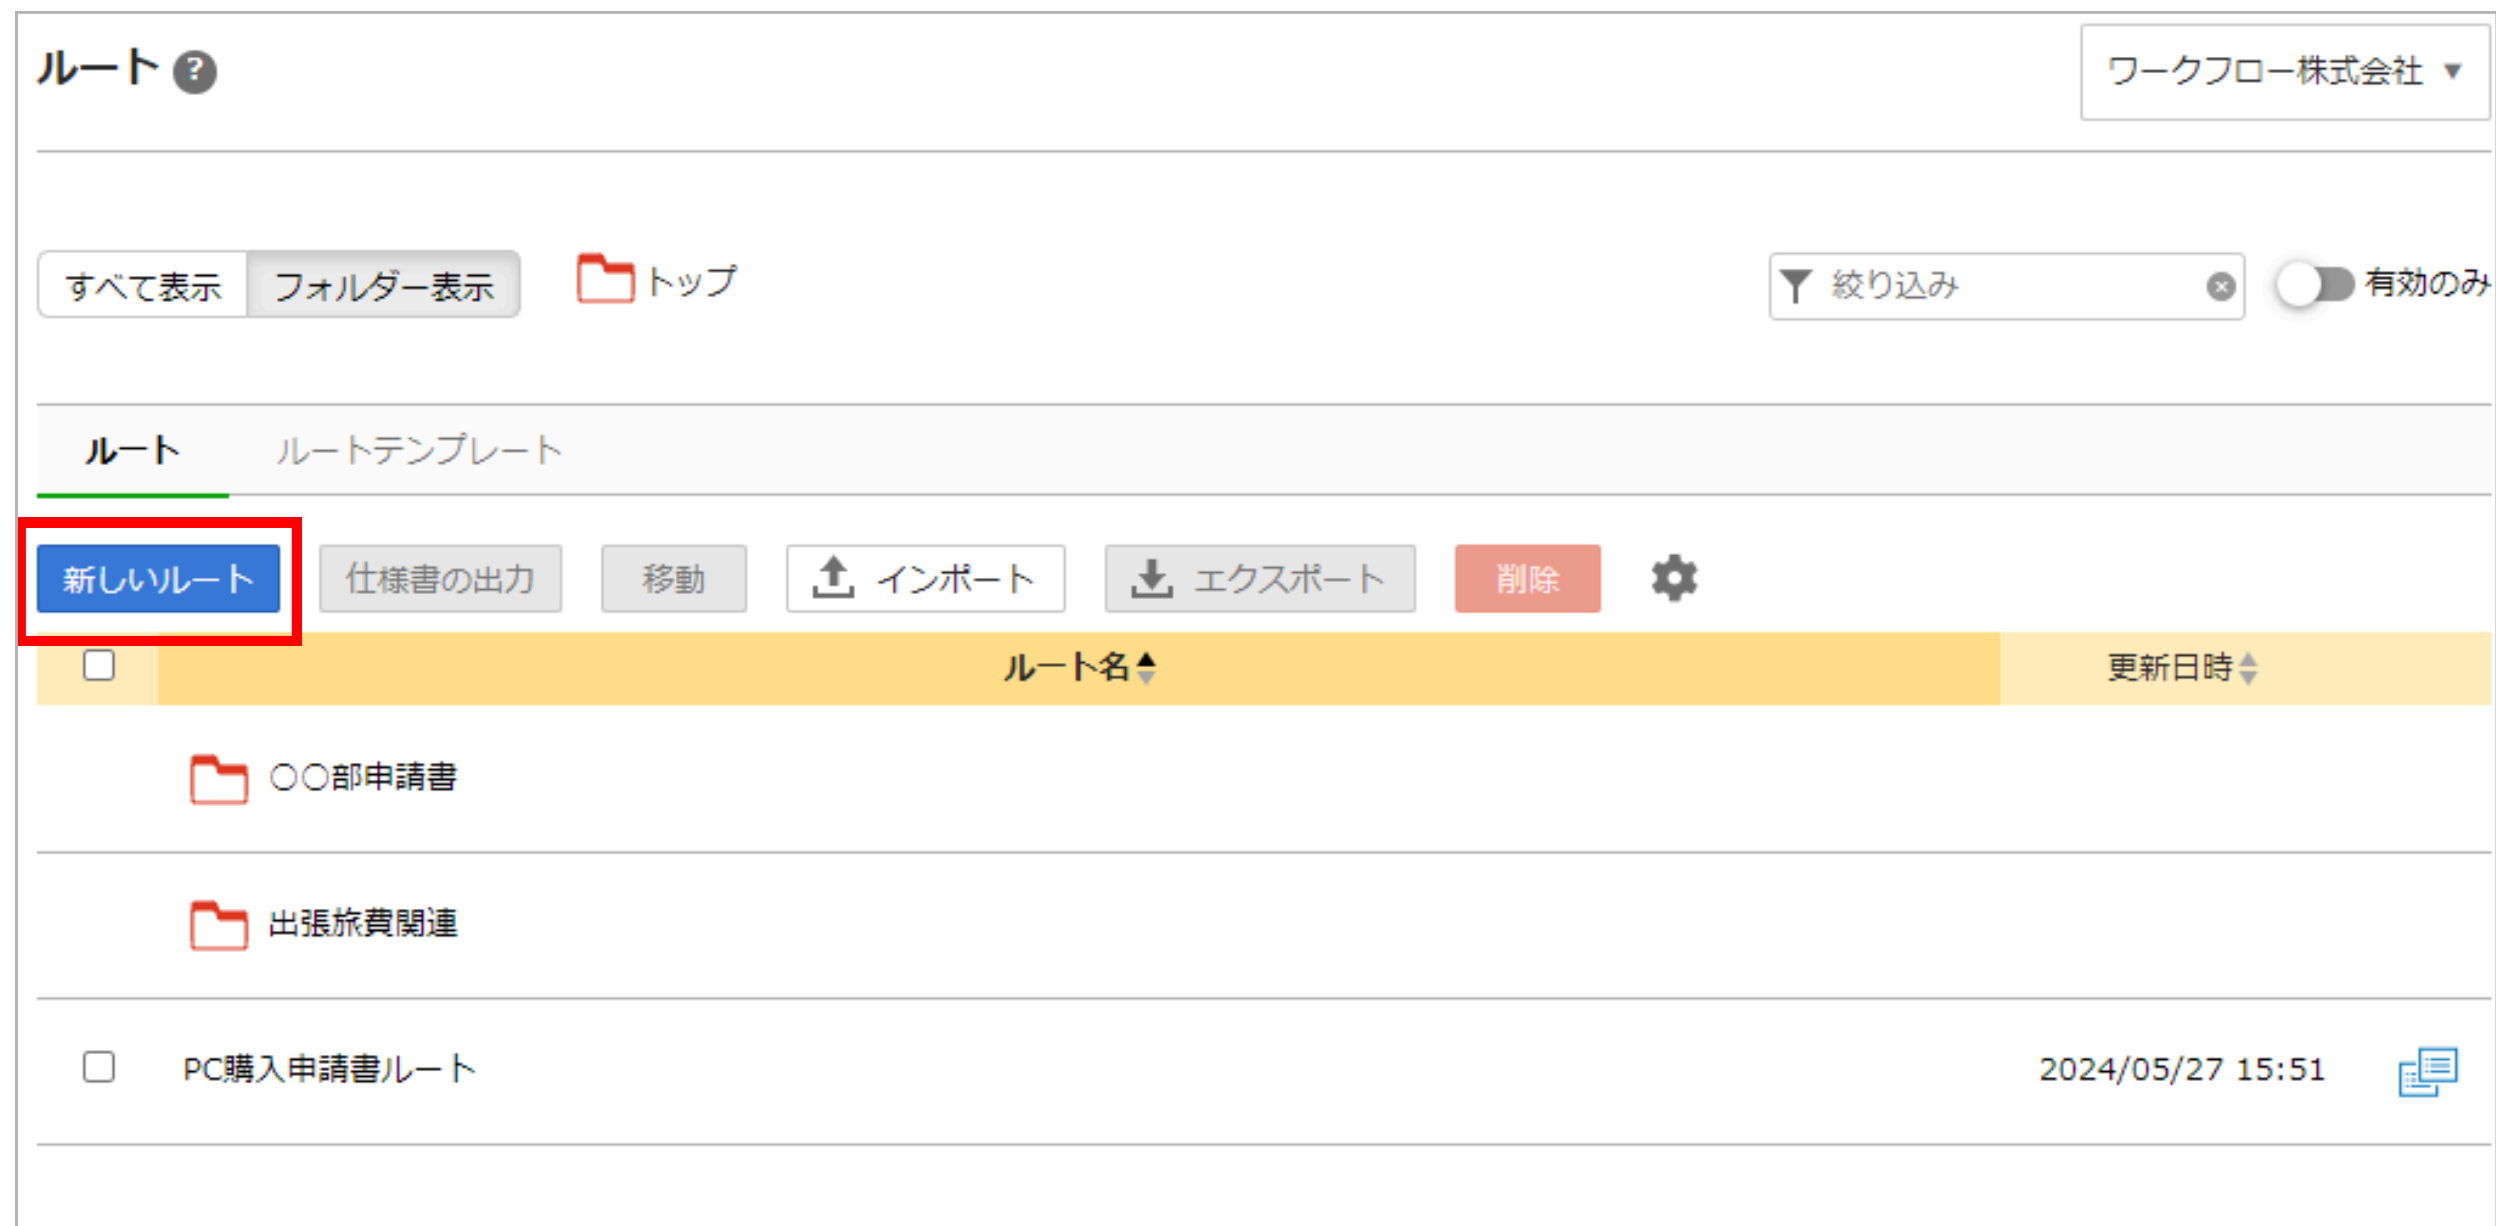 ルート ?
ワークフロー株式会社 ▼
すべて表示 フォルダー表示 トップ 絞り込み 有効のみ
ルート ルートテンプレート
新しいルート 仕様書の出力 移動 インポート エクスポート 削除
ルート名 更新日時
〇〇部申請書
出張旅費関連
PC購入申請書ルート 2024/05/27 15:51